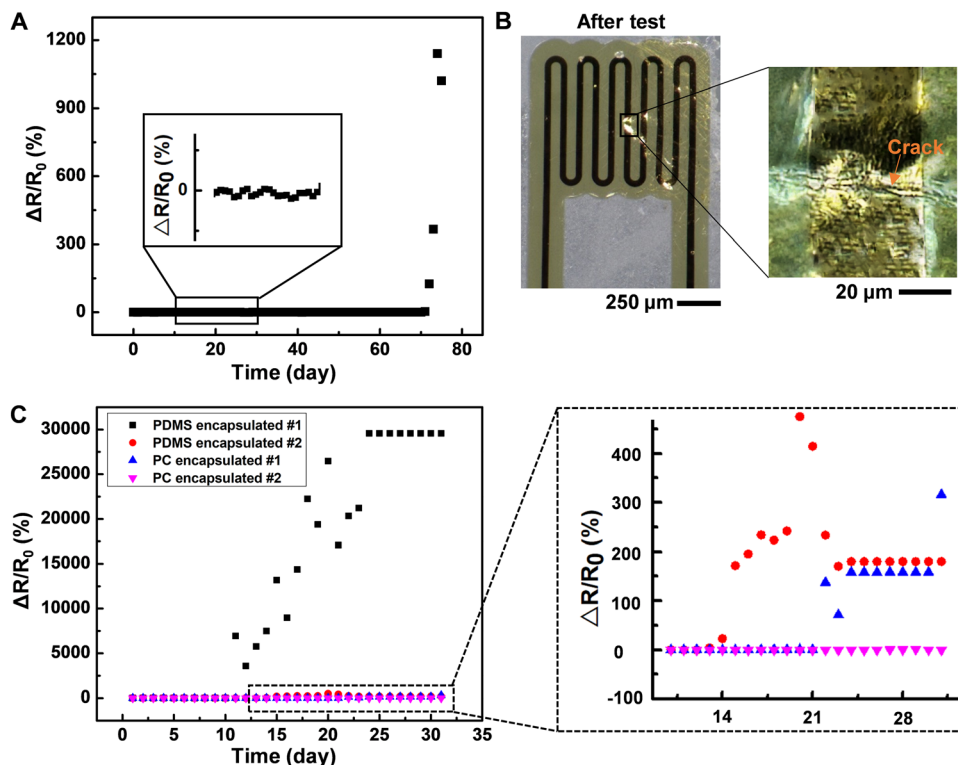 A
1200
900
600
300
0
ΔR/R₀ (%)
0
△R/R₀ (%)
0
20
40
60
80
Time (day)
B
After test
250 µm
Crack
20 µm
C
30000
25000
20000
15000
10000
5000
0
ΔR/R₀ (%)
PDMS encapsulated #1
PDMS encapsulated #2
PC encapsulated #1
PC encapsulated #2
0
5
10
15
20
25
30
35
Time (day)
400
300
200
100
0
-100
△R/R₀ (%)
14
21
28